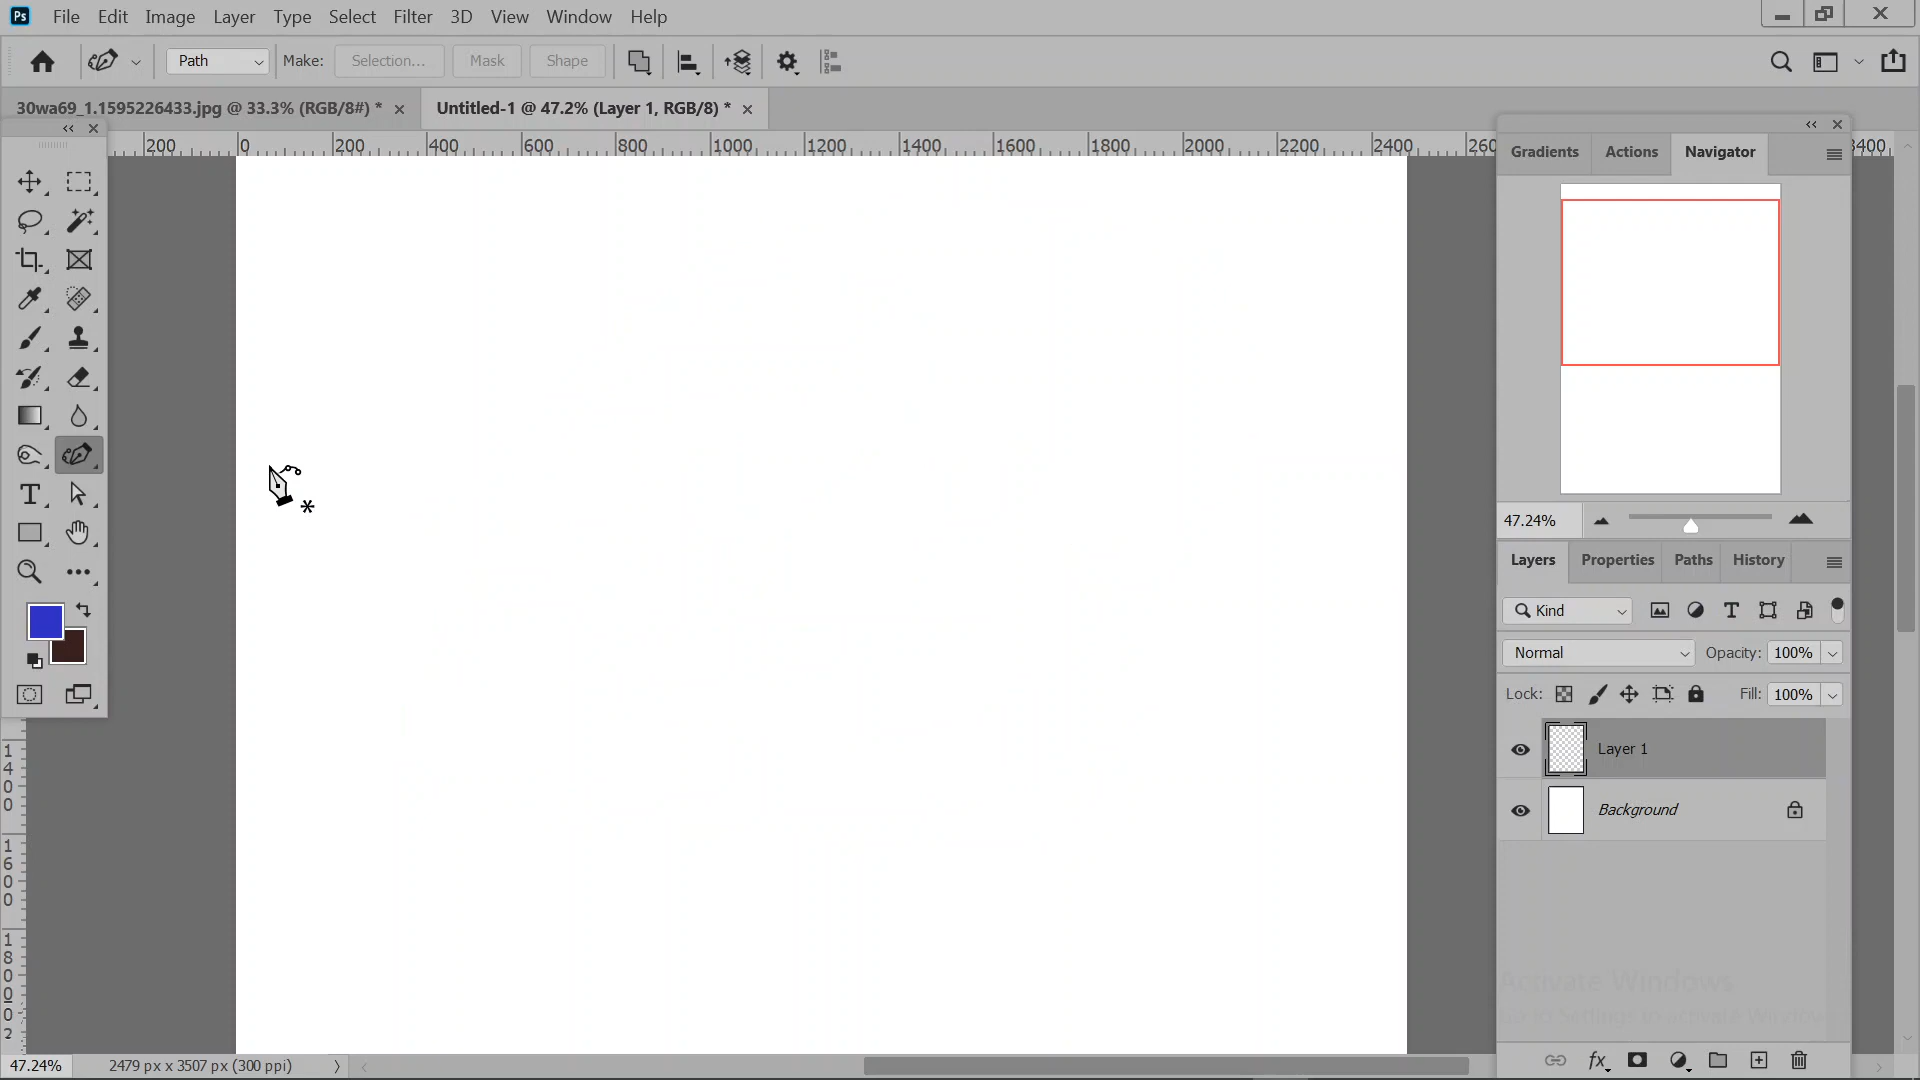 Ps File Edit Image Layer Type Select Filter 3D View Window Help
Path Make: Selection... Mask Shape
30wa69_1.1595226433.jpg @ 33.3% (RGB/8#) * Untitled-1 @ 47.2% (Layer 1, RGB/8) *
200 0 200 400 600 800 1000 1200 1400 1600 1800 2000 2200 2400
Gradients Actions Navigator
47.24%
Layers Properties Paths History
Kind
Normal Opacity: 100%
Lock: Fill: 100%
Layer 1
Background
1400
1600
1800
Activate Windows
47.24% 2479 px x 3507 px (300 ppi)